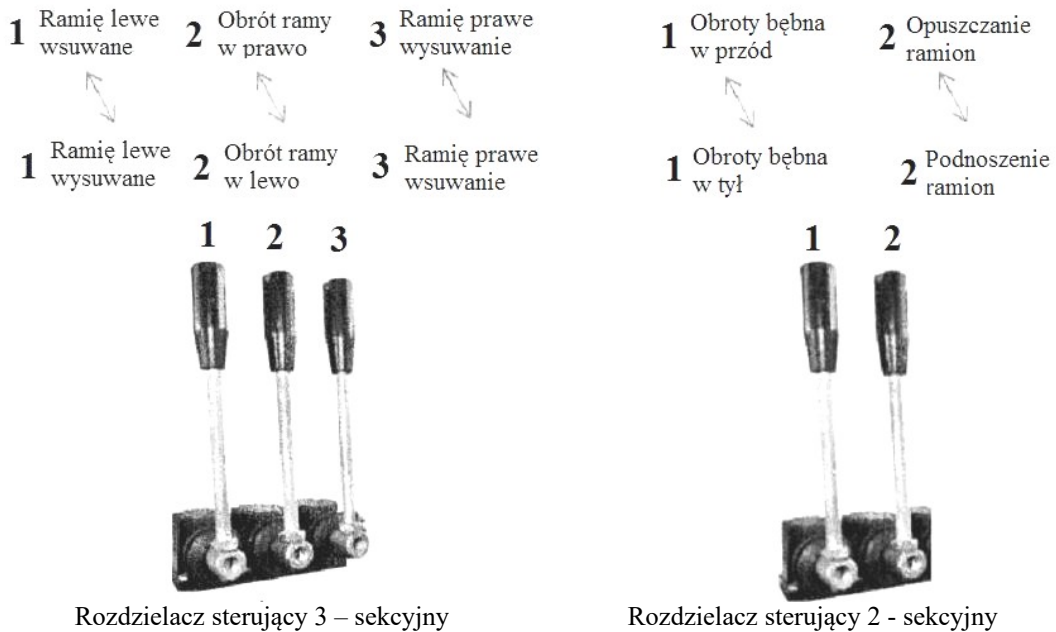 1 Ramię lewe
wsuwane
2 Obrót ramy
w prawo
3 Ramię prawe
wysuwanie
1 Ramię lewe
wysuwane
2 Obrót ramy
w lewo
3 Ramię prawe
wsuwanie
1 2 3
Rozdzielacz sterujący 3 – sekcyjny
1 Obroty bębna
w przód
2 Opuszczanie
ramion
1 Obroty bębna
w tył
2 Podnoszenie
ramion
1 2
Rozdzielacz sterujący 2 - sekcyjny